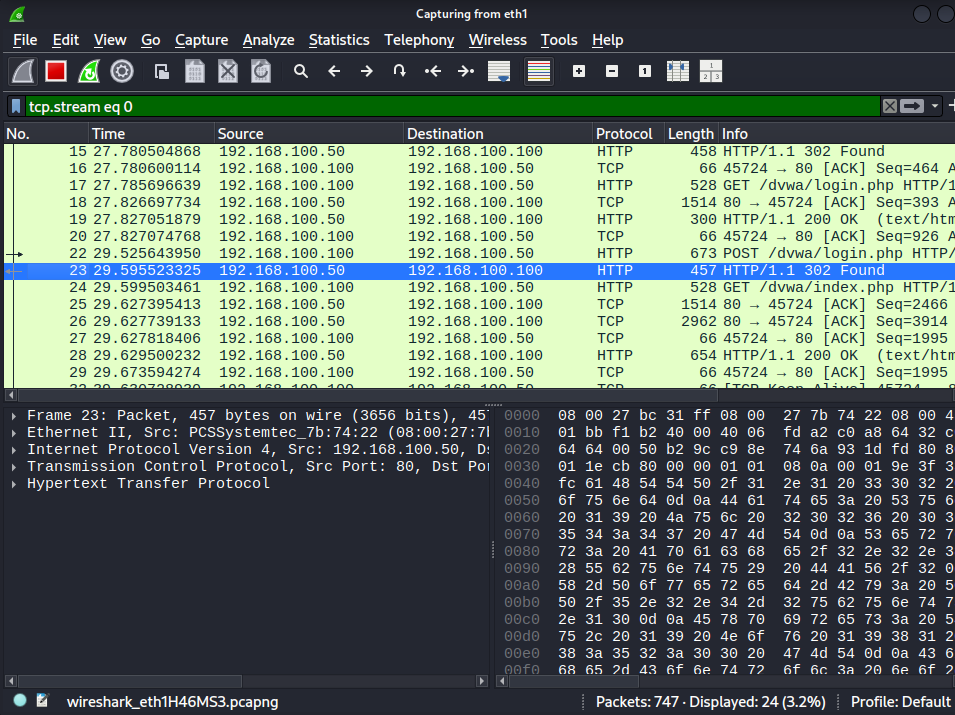 Capturing from eth1
File Edit View Go Capture Analyze Statistics Telephony Wireless Tools Help
tcp.stream eq 0
No. Time Source Destination Protocol Length Info
15 27.780504868 192.168.100.50 192.168.100.100 HTTP 458 HTTP/1.1 302 Found
16 27.780600114 192.168.100.100 192.168.100.50 TCP 66 45724 → 80 [ACK] Seq=464 A
17 27.785696639 192.168.100.100 192.168.100.50 HTTP 528 GET /dvwa/login.php HTTP/1
18 27.826697734 192.168.100.50 192.168.100.100 TCP 1514 80 → 45724 [ACK] Seq=393 A
19 27.827051879 192.168.100.50 192.168.100.100 HTTP 300 HTTP/1.1 200 OK (text/htm
20 27.827074768 192.168.100.100 192.168.100.50 TCP 66 45724 → 80 [ACK] Seq=926 A
22 29.525643950 192.168.100.100 192.168.100.50 HTTP 673 POST /dvwa/login.php HTTP/
23 29.595523325 192.168.100.50 192.168.100.100 HTTP 457 HTTP/1.1 302 Found
24 29.599503461 192.168.100.100 192.168.100.50 HTTP 528 GET /dvwa/index.php HTTP/1
25 29.627395413 192.168.100.50 192.168.100.100 TCP 1514 80 → 45724 [ACK] Seq=2466
26 29.627739133 192.168.100.50 192.168.100.100 TCP 2962 80 → 45724 [ACK] Seq=3914
27 29.627818406 192.168.100.100 192.168.100.50 TCP 66 45724 → 80 [ACK] Seq=1995
28 29.629500232 192.168.100.50 192.168.100.100 HTTP 654 HTTP/1.1 200 OK (text/htm
29 29.673594274 192.168.100.100 192.168.100.50 TCP 66 45724 → 80 [ACK] Seq=1995
Frame 23: Packet, 457 bytes on wire (3656 bits), 457
Ethernet II, Src: PCSSystemtec_7b:74:22 (08:00:27:7b
Internet Protocol Version 4, Src: 192.168.100.50, Ds
Transmission Control Protocol, Src Port: 80, Dst Por
Hypertext Transfer Protocol
0000 08 00 27 bc 31 ff 08 00 27 7b 74 22 08 00 4
0010 01 bb f1 b2 40 00 40 06 fd a2 c0 a8 64 32 c
0020 64 64 00 50 b2 9c c9 8e 74 6a 93 1d fd 80 8
0030 01 1e cb 80 00 00 01 01 08 0a 00 01 9e 3f 3
0040 fc 61 48 54 54 50 2f 31 2e 31 20 33 30 32 2
0050 6f 75 6e 64 0d 0a 44 61 74 65 3a 20 53 75 6
0060 20 31 39 20 4a 75 6c 20 32 30 32 36 20 30 3
0070 35 34 3a 34 37 20 47 4d 54 0d 0a 53 65 72 7
0080 72 3a 20 41 70 61 63 68 65 2f 32 2e 32 2e 3
0090 28 55 62 75 6e 74 75 29 20 44 41 56 2f 32 0
00a0 58 2d 50 6f 77 65 72 65 64 2d 42 79 3a 20 5
00b0 50 2f 35 2e 32 2e 34 2d 32 75 62 75 6e 74 7
00c0 2e 31 30 0d 0a 45 78 70 69 72 65 73 3a 20 5
00d0 75 2c 20 31 39 20 4e 6f 76 20 31 39 38 31 2
00e0 38 3a 35 32 3a 30 30 20 47 4d 54 0d 0a 43 6
00f0 68 65 2d 43 6f 6e 74 72 6f 6c 3a 20 6e 6f 2
wireshark_eth1H46MS3.pcapng Packets: 747 · Displayed: 24 (3.2%) Profile: Default